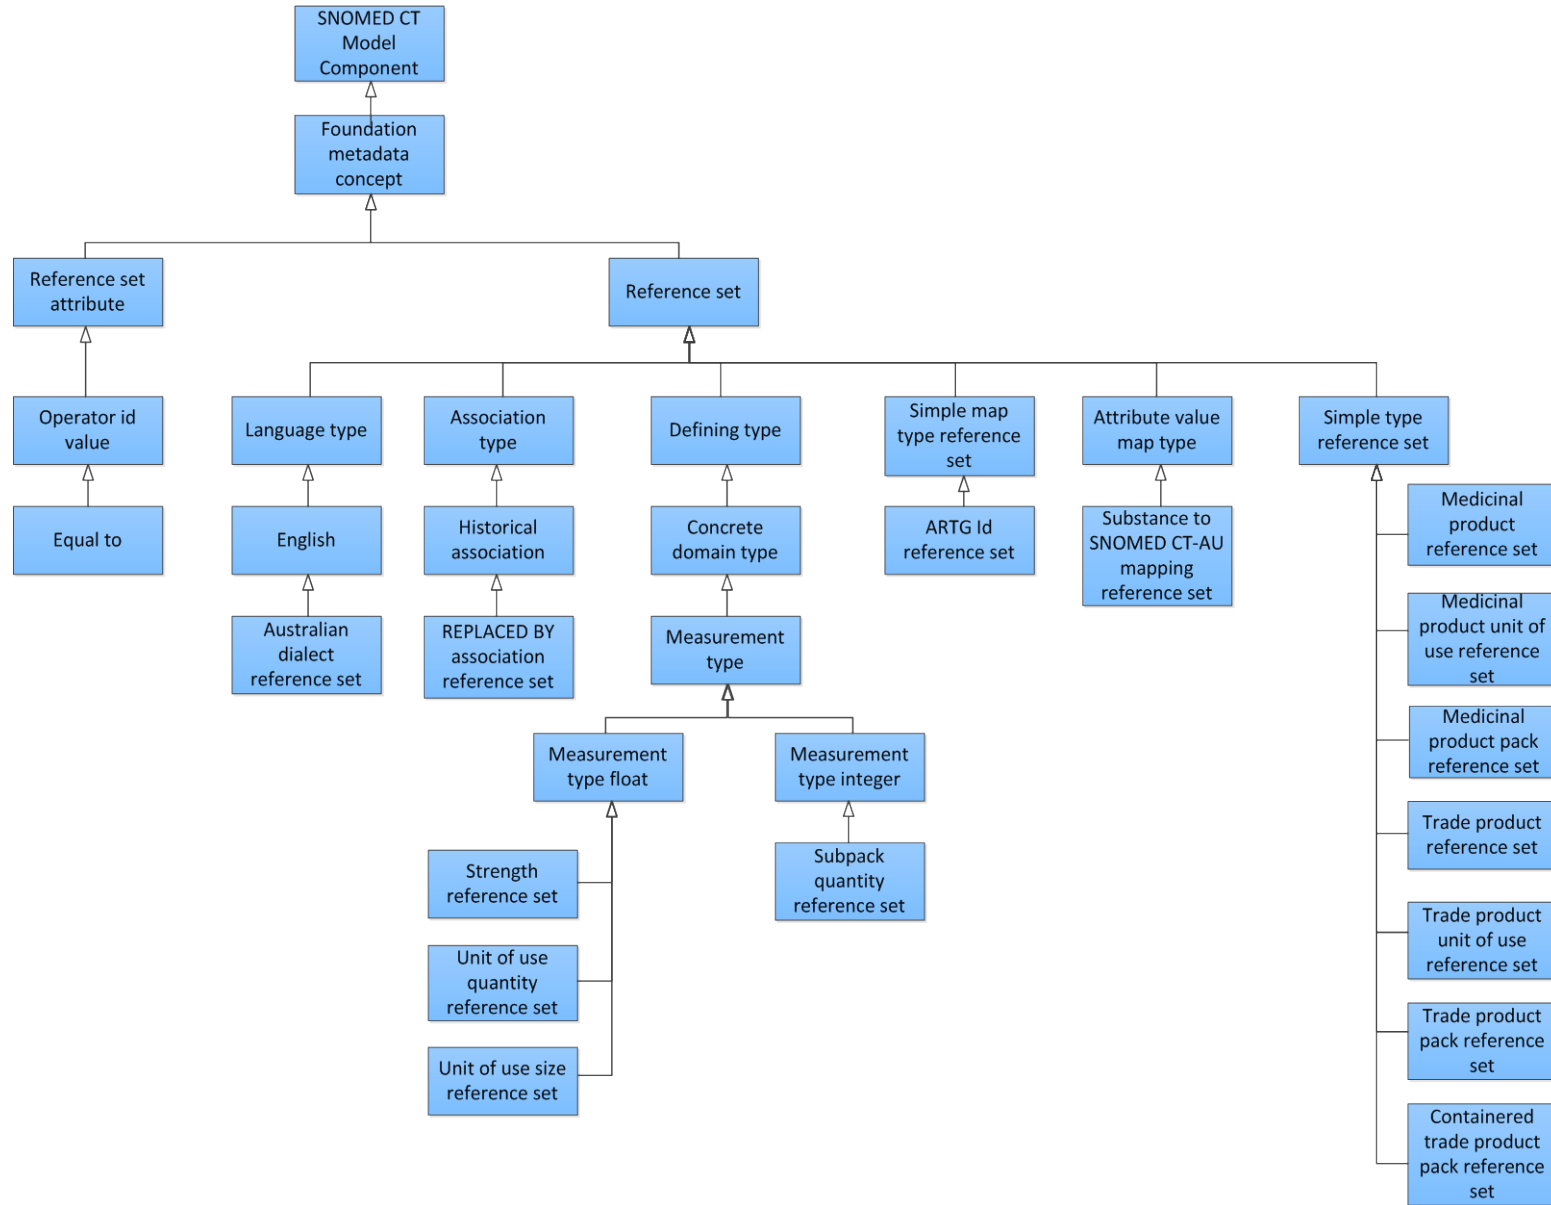 SNOMED CT
Model
Component
Foundation
metadada
concept
Reference set
attribute
Reference set
Operator id
value
Language type
Association
type
Defining type
Simple map
type reference
set
Attribute value
map type
Simple type
reference set
Equal to
English
Historical
association
Concrete
domain type
ARTG Id
reference set
Substance to
SNOMED CT-AU
mapping
reference set
Medicinal
product
reference set
Australian
dialect
reference set
REPLACED BY
association
reference set
Measurement
type
Medicinal
product unit of
use reference
set
Measurement
type float
Measurement
type integer
Medicinal
product pack
reference set
Strength
reference set
Subpack
quantity
reference set
Trade product
reference set
Unit of use
quantity
reference set
Trade product
unit of use
reference set
Unit of use size
reference set
Trade product
pack reference
set
Containered
trade product
pack reference
set